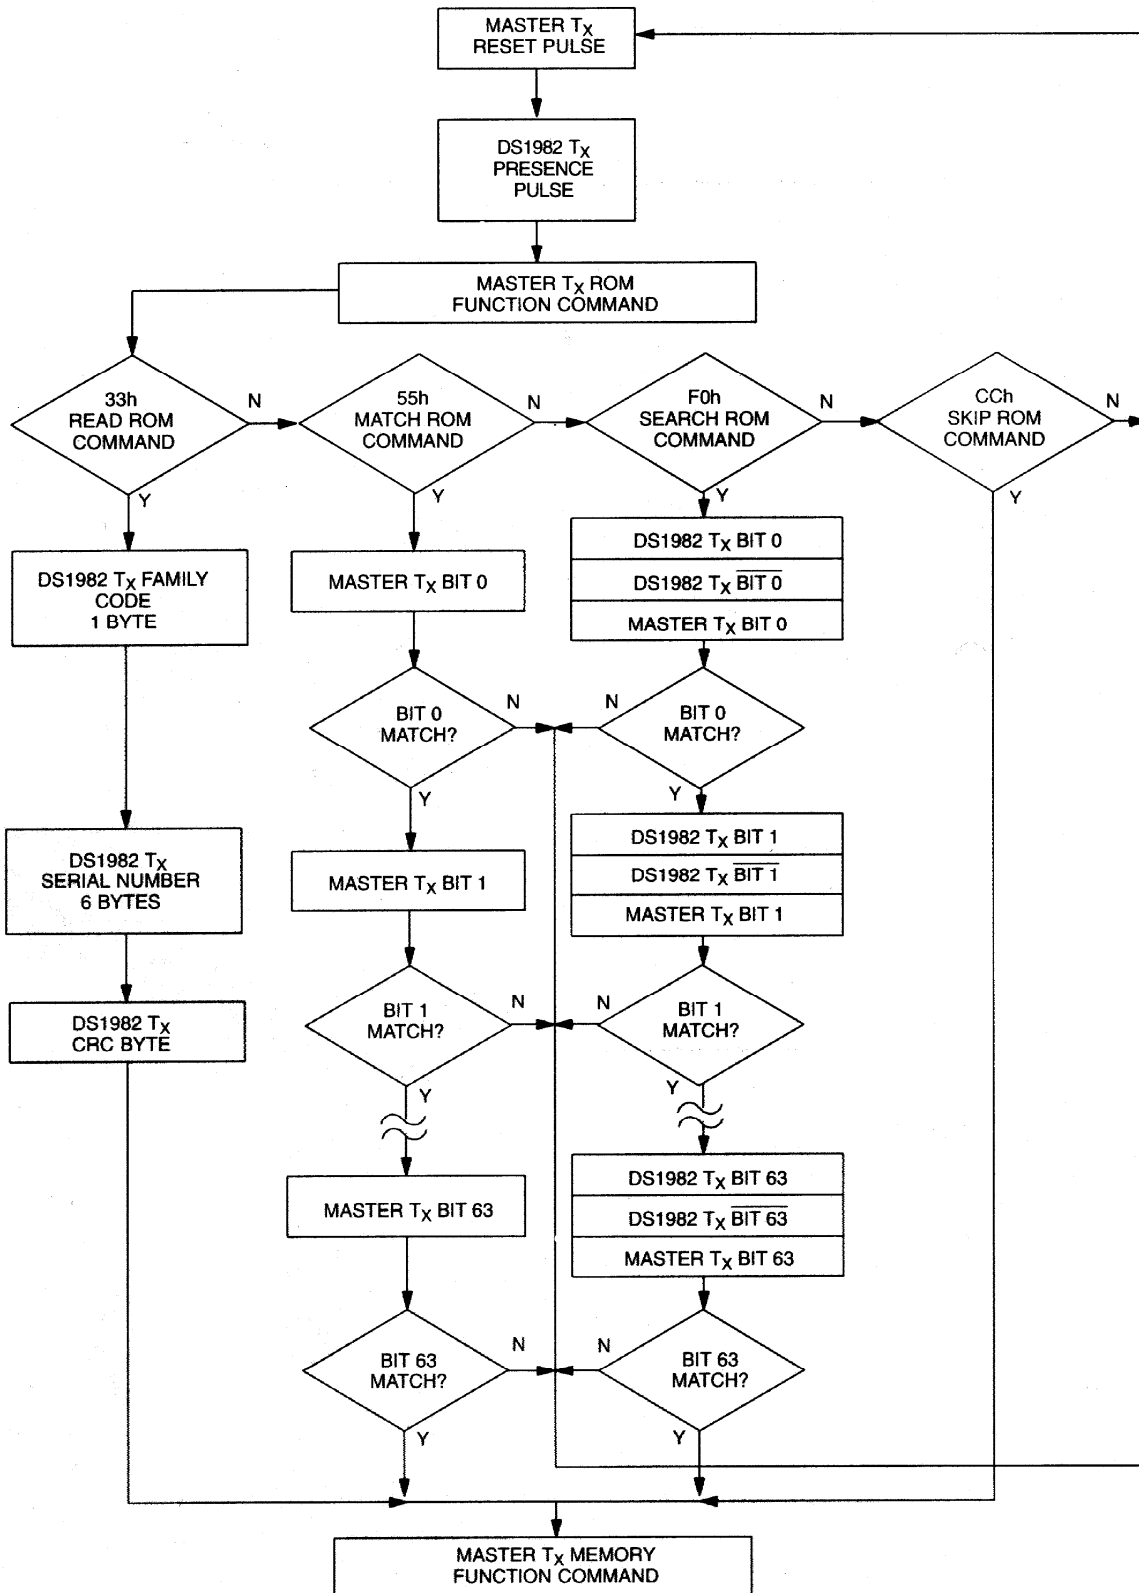 MASTER TX
RESET PULSE
DS1982 TX
PRESENCE
PULSE
MASTER TX ROM
FUNCTION COMMAND
33h
READ ROM
COMMAND
N
Y
55h
MATCH ROM
COMMAND
N
Y
F0h
SEARCH ROM
COMMAND
N
Y
CCh
SKIP ROM
COMMAND
N
Y
DS1982 TX FAMILY
CODE
1 BYTE
MASTER TX BIT 0
DS1982 TX BIT 0
DS1982 TX B̅I̅T̅ ̅0̅
MASTER TX BIT 0
BIT 0
MATCH?
N
Y
N
BIT 0
MATCH?
Y
DS1982 TX
SERIAL NUMBER
6 BYTES
MASTER TX BIT 1
DS1982 TX BIT 1
DS1982 TX B̅I̅T̅ ̅1̅
MASTER TX BIT 1
DS1982 TX
CRC BYTE
BIT 1
MATCH?
N
Y
N
BIT 1
MATCH?
Y
MASTER TX BIT 63
DS1982 TX BIT 63
DS1982 TX B̅I̅T̅ ̅6̅3̅
MASTER TX BIT 63
BIT 63
MATCH?
N
Y
N
BIT 63
MATCH?
Y
MASTER TX MEMORY
FUNCTION COMMAND